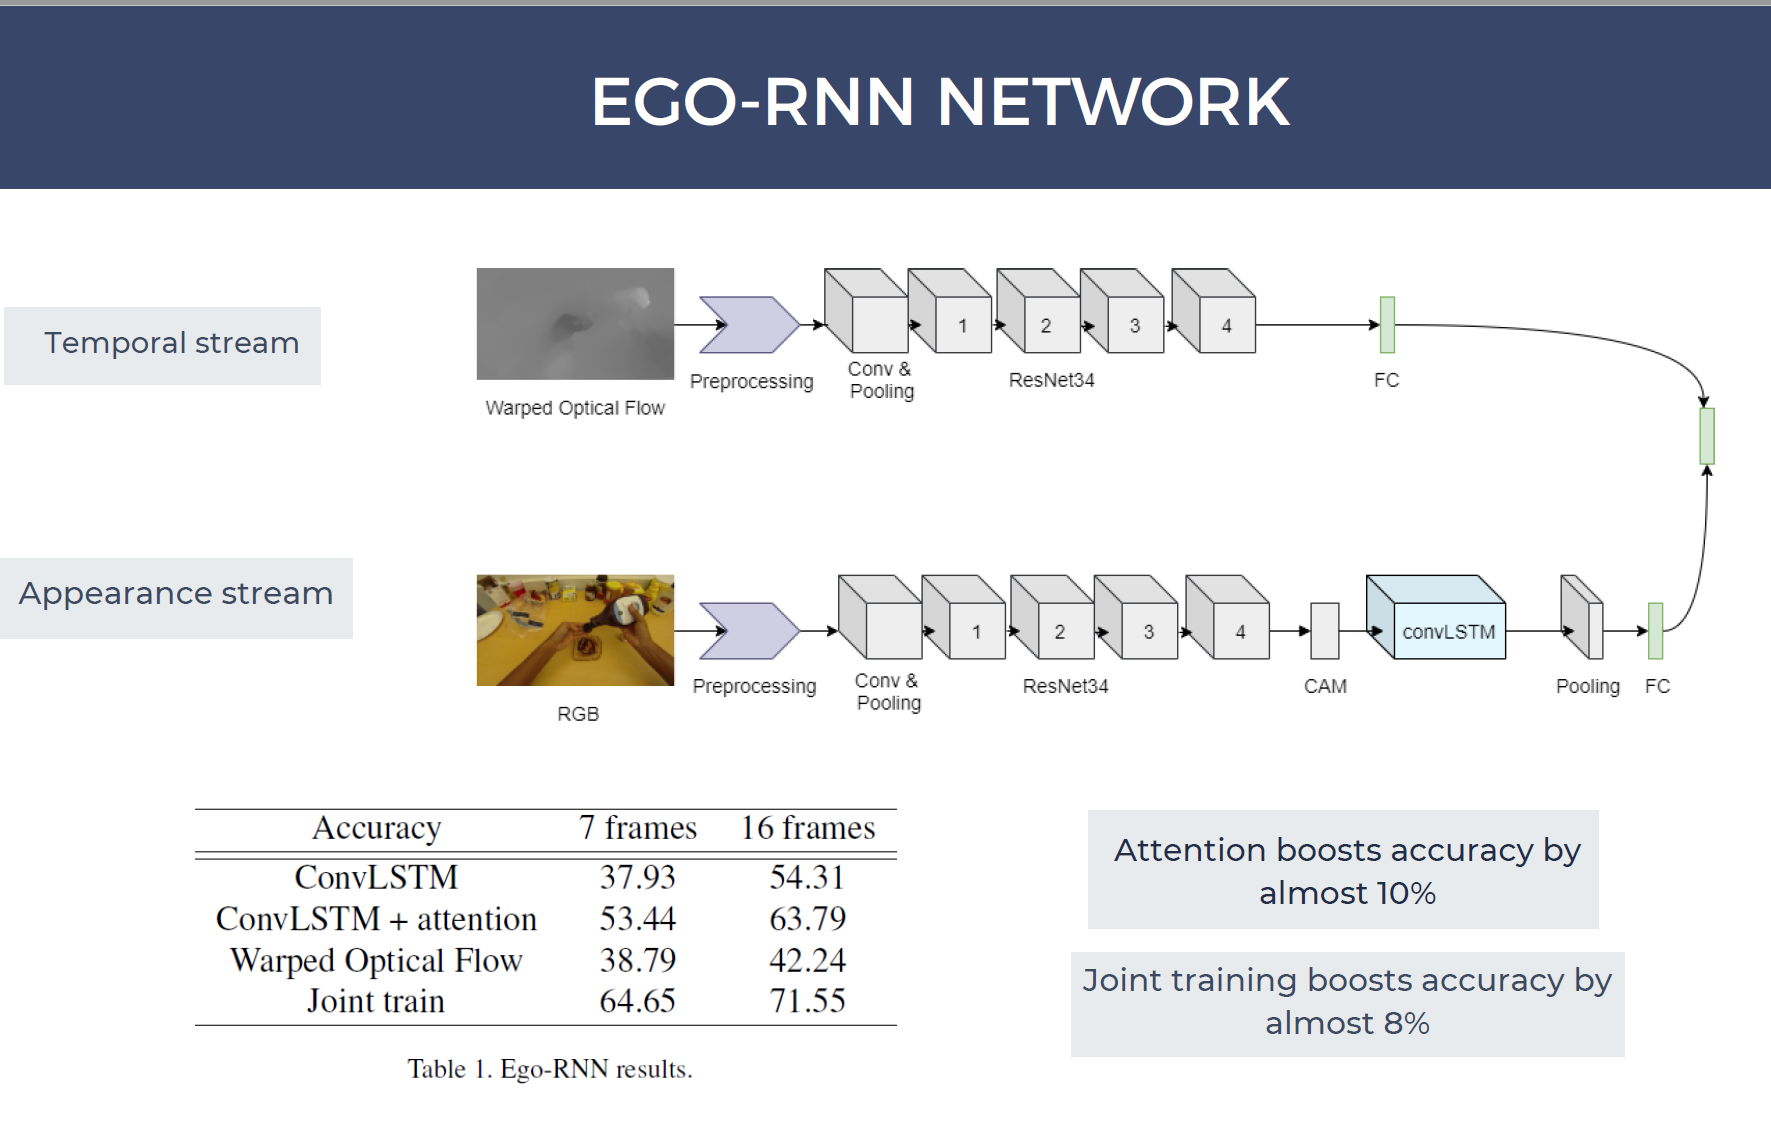 EGO-RNN NETWORK
Temporal stream
Warped Optical Flow
Preprocessing
Conv &
Pooling
1
2
3
4
ResNet34
FC
Appearance stream
RGB
Preprocessing
Conv &
Pooling
1
2
3
4
ResNet34
CAM
convLSTM
Pooling
FC
Accuracy 7 frames 16 frames
ConvLSTM 37.93 54.31
ConvLSTM + attention 53.44 63.79
Warped Optical Flow 38.79 42.24
Joint train 64.65 71.55
Table 1. Ego-RNN results.
Attention boosts accuracy by
almost 10%
Joint training boosts accuracy by
almost 8%